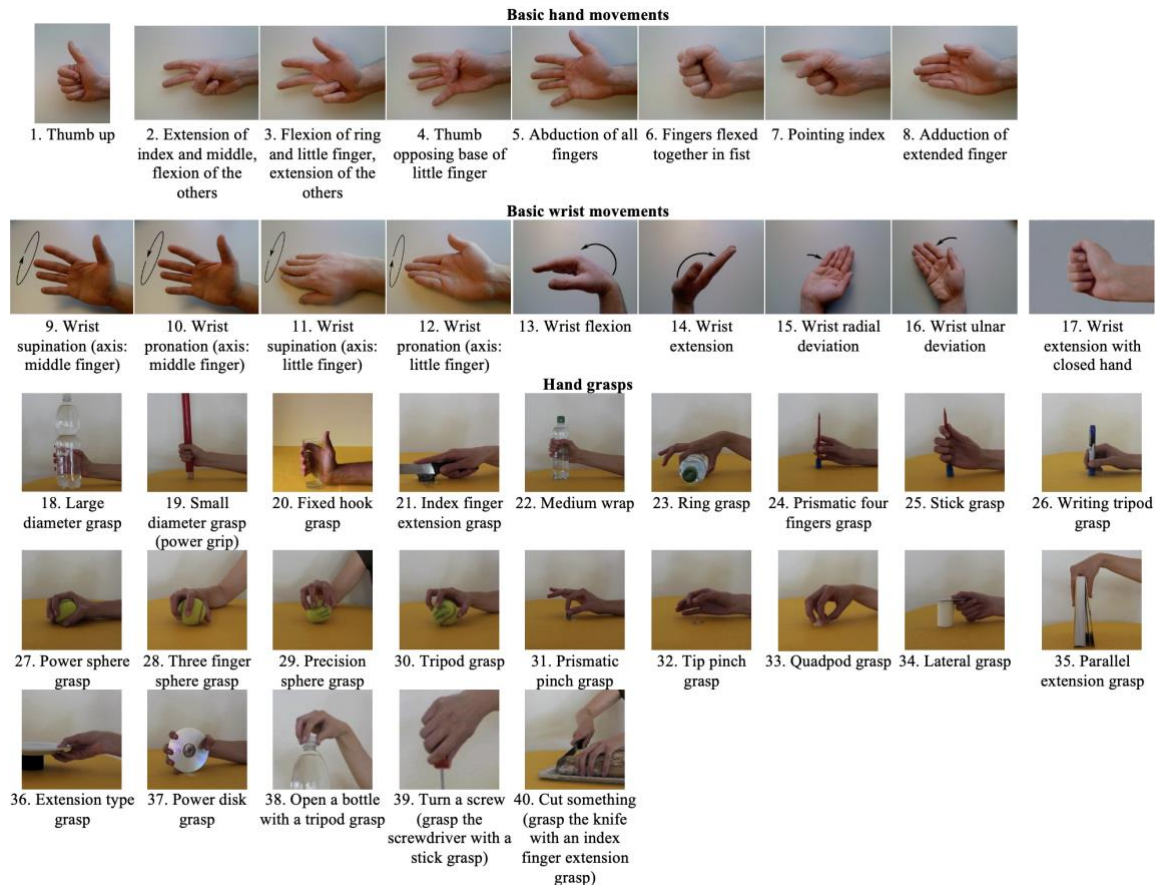 Basic hand movements
1. Thumb up
2. Extension of
index and middle,
flexion of the
others
3. Flexion of ring
and little finger,
extension of the
others
4. Thumb
opposing base of
little finger
5. Abduction of all
fingers
6. Fingers flexed
together in fist
7. Pointing index
8. Adduction of
extended finger
Basic wrist movements
9. Wrist
supination (axis:
middle finger)
10. Wrist
pronation (axis:
middle finger)
11. Wrist
supination (axis:
little finger)
12. Wrist
pronation (axis:
little finger)
13. Wrist flexion
14. Wrist
extension
15. Wrist radial
deviation
16. Wrist ulnar
deviation
17. Wrist
extension with
closed hand
Hand grasps
18. Large
diameter grasp
19. Small
diameter grasp
(power grip)
20. Fixed hook
grasp
21. Index finger
extension grasp
22. Medium wrap
23. Ring grasp
24. Prismatic four
fingers grasp
25. Stick grasp
26. Writing tripod
grasp
27. Power sphere
grasp
28. Three finger
sphere grasp
29. Precision
sphere grasp
30. Tripod grasp
31. Prismatic
pinch grasp
32. Tip pinch
grasp
33. Quadpod grasp
34. Lateral grasp
35. Parallel
extension grasp
36. Extension type
grasp
37. Power disk
grasp
38. Open a bottle
with a tripod grasp
39. Turn a screw
(grasp the
screwdriver with a
stick grasp)
40. Cut something
(grasp the knife
with an index
finger extension
grasp)